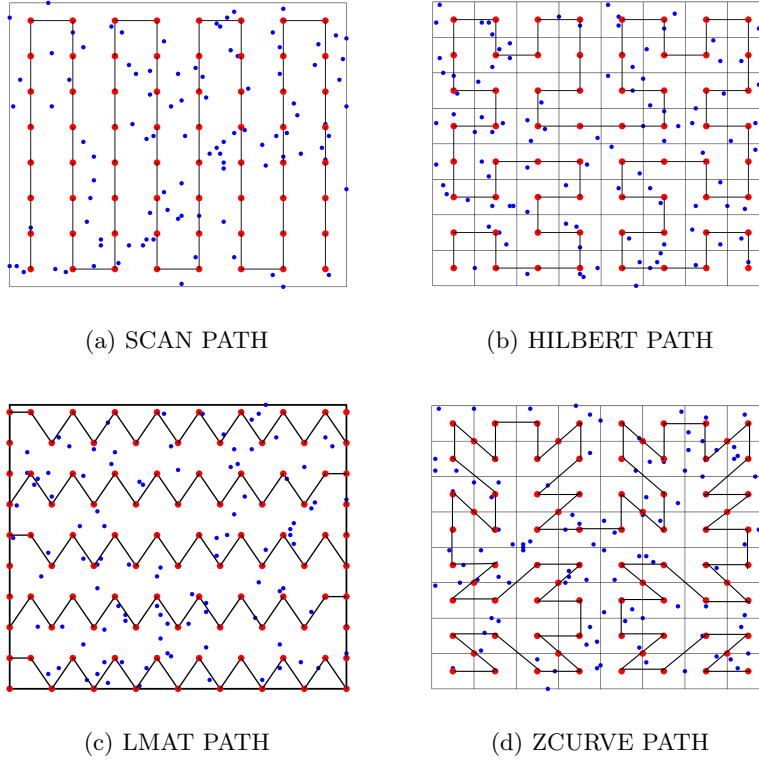 (a) SCAN PATH
(b) HILBERT PATH
(c) LMAT PATH
(d) ZCURVE PATH